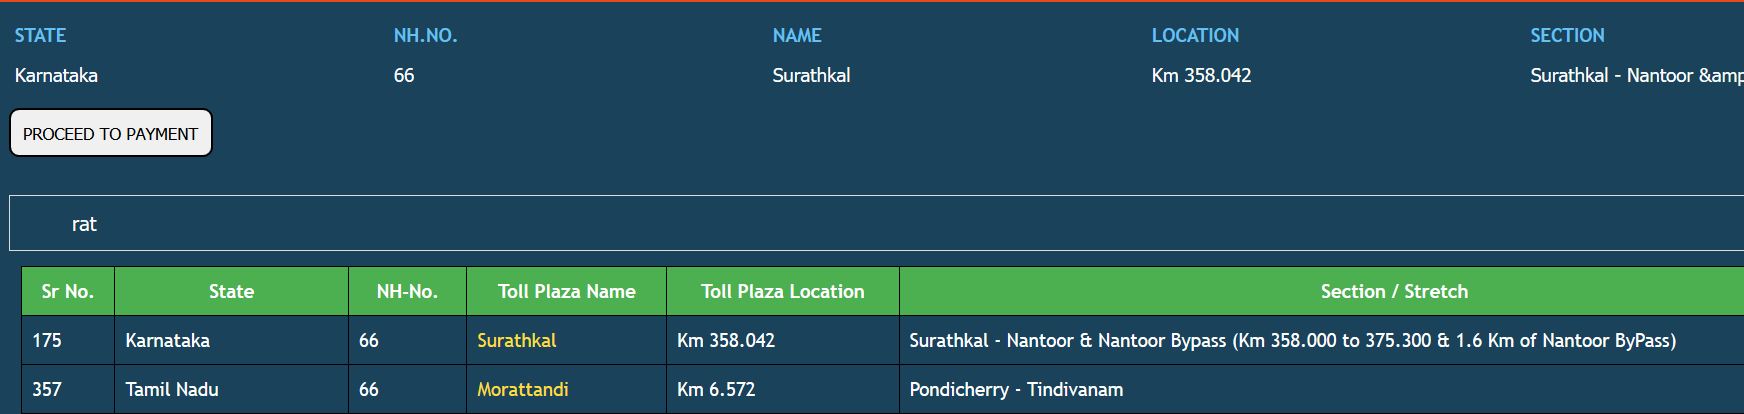 STATE NH.NO. NAME LOCATION SECTION
Karnataka 66 Surathkal Km 358.042 Surathkal - Nantoor &amp
PROCEED TO PAYMENT
rat
Sr No. State NH-No. Toll Plaza Name Toll Plaza Location Section / Stretch
175 Karnataka 66 Surathkal Km 358.042 Surathkal - Nantoor & Nantoor Bypass (Km 358.000 to 375.300 & 1.6 Km of Nantoor ByPass)
357 Tamil Nadu 66 Morattandi Km 6.572 Pondicherry - Tindivanam